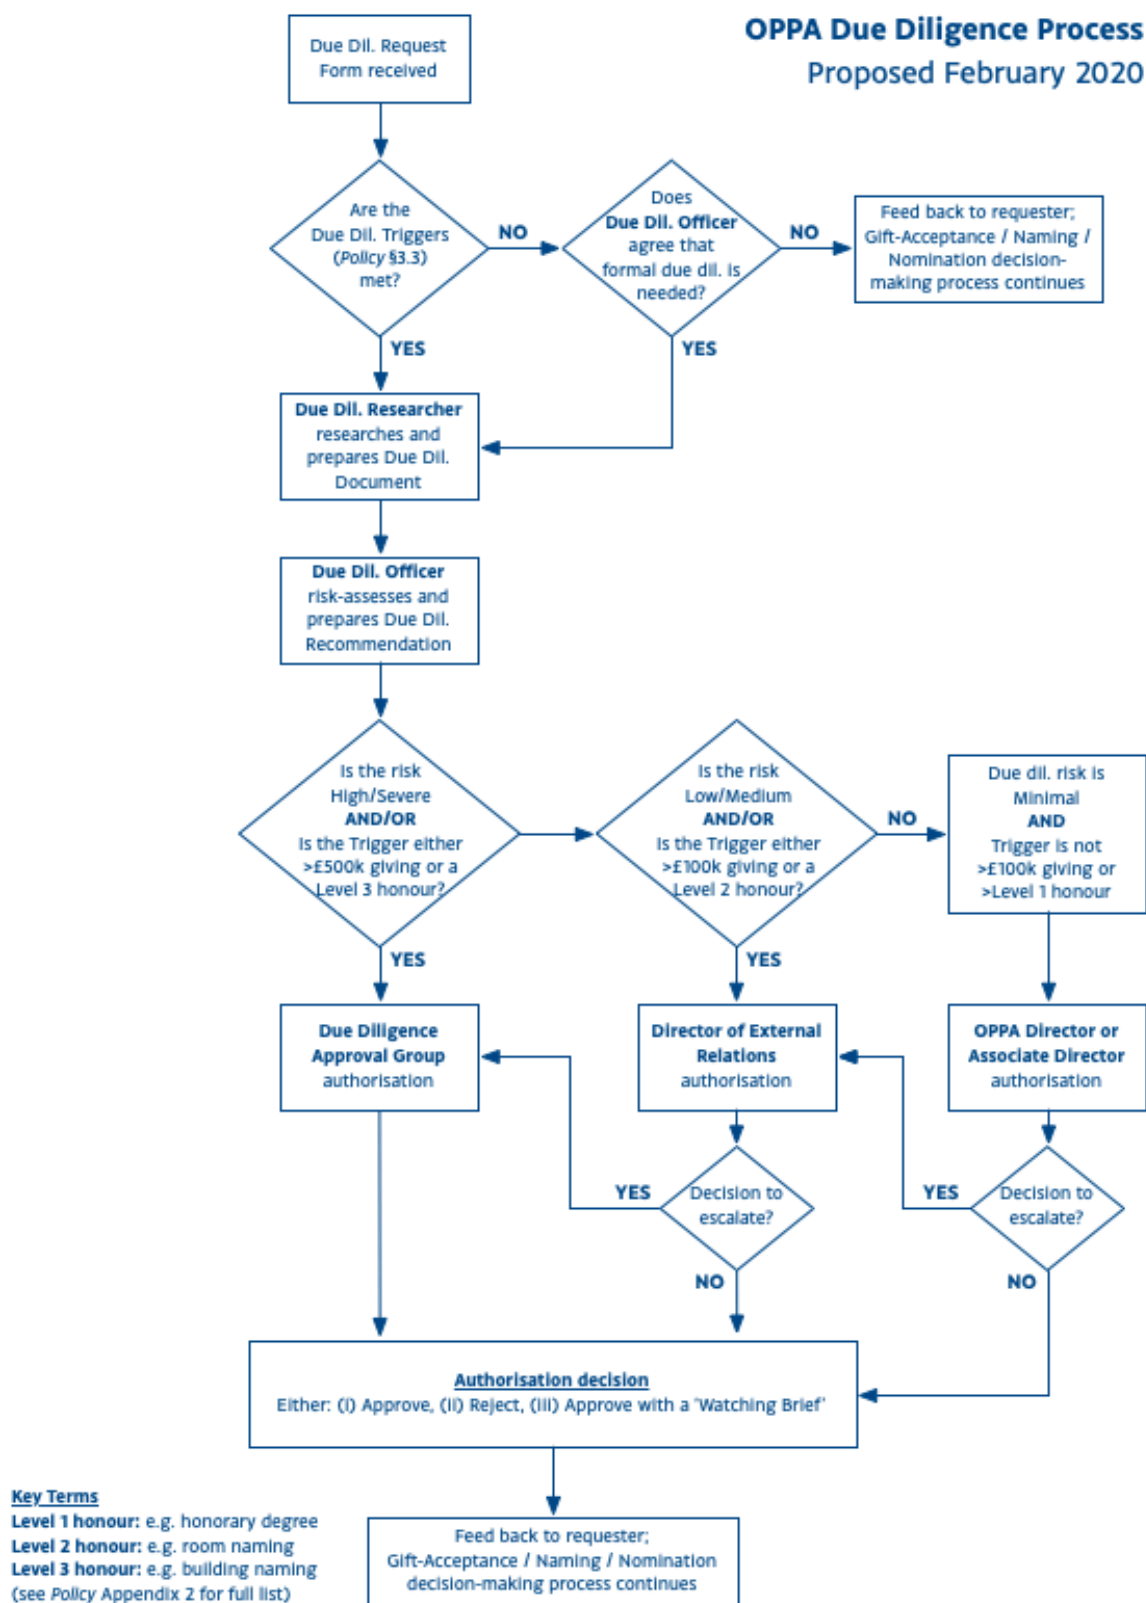 OPPA Due Diligence Process
Proposed February 2020
Due Dil. Request
Form received
Are the
Due Dil. Triggers
(Policy §3.3)
met?
NO
Does
Due Dil. Officer
agree that
formal due dil. is
needed?
NO
Feed back to requester;
Gift-Acceptance / Naming /
Nomination decision-
making process continues
YES
YES
Due Dil. Researcher
researches and
prepares Due Dil.
Document
Due Dil. Officer
risk-assesses and
prepares Due Dil.
Recommendation
Is the risk
High/Severe
AND/OR
Is the Trigger either
>£500k giving or a
Level 3 honour?
Is the risk
Low/Medium
AND/OR
Is the Trigger either
>£100k giving or a
Level 2 honour?
NO
Due dil. risk is
Minimal
AND
Trigger is not
>£100k giving or
>Level 1 honour
YES
YES
Due Diligence
Approval Group
authorisation
Director of External
Relations
authorisation
OPPA Director or
Associate Director
authorisation
YES
Decision to
escalate?
YES
Decision to
escalate?
NO
NO
Authorisation decision
Either: (i) Approve, (ii) Reject, (iii) Approve with a 'Watching Brief'
Feed back to requester;
Gift-Acceptance / Naming / Nomination
decision-making process continues
Key Terms
Level 1 honour: e.g. honorary degree
Level 2 honour: e.g. room naming
Level 3 honour: e.g. building naming
(see Policy Appendix 2 for full list)